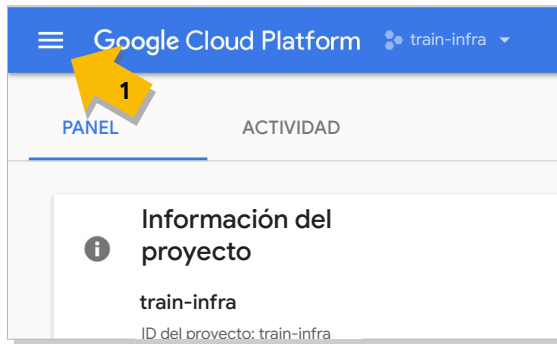 Google Cloud Platform train-infra
1
PANEL ACTIVIDAD
Información del
proyecto
train-infra
ID del proyecto: train-infra